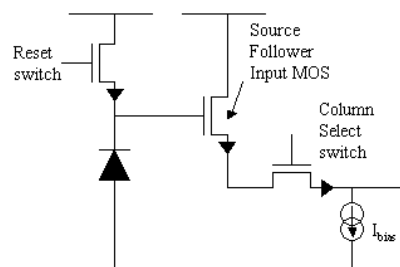 Reset
switch
Source
Follower
Input MOS
Column
Select
switch
Ibias